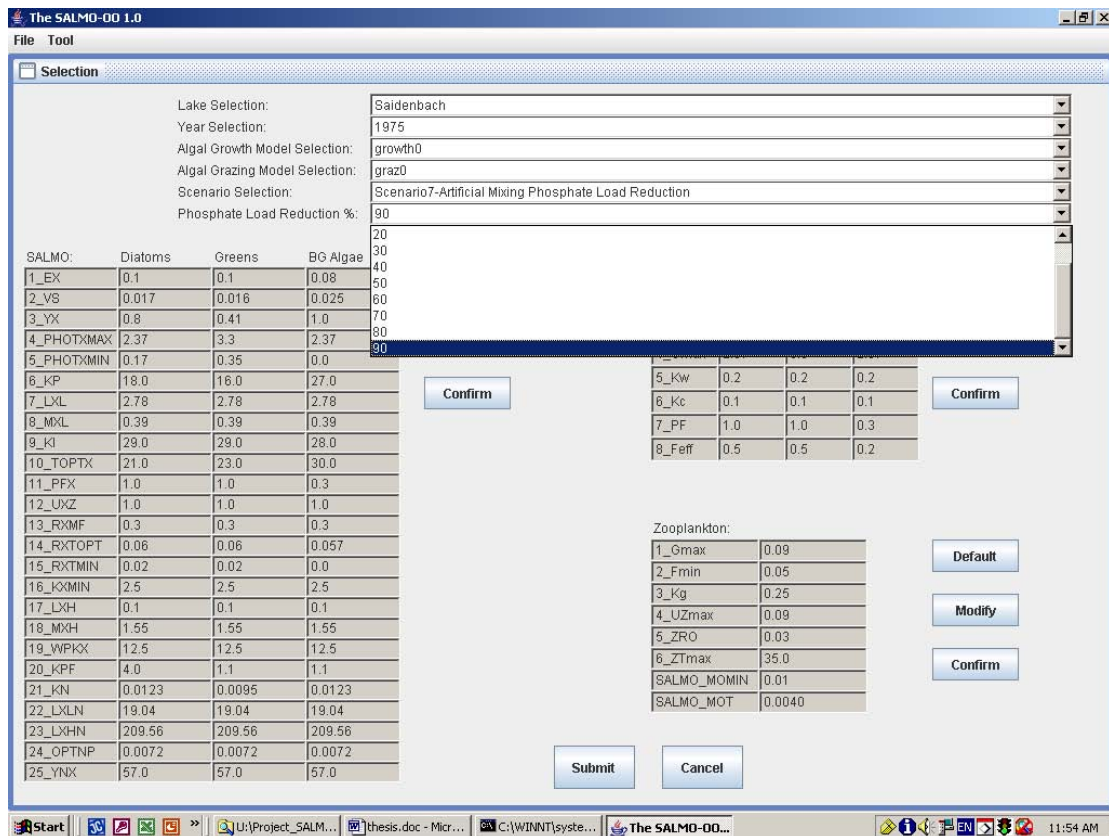 The SALMO-OO 1.0
File Tool
Selection
Lake Selection: Saidenbach
Year Selection: 1975
Algal Growth Model Selection: growth0
Algal Grazing Model Selection: graz0
Scenario Selection: Scenario7-Artificial Mixing Phosphate Load Reduction
Phosphate Load Reduction %: 90
20
30
40
50
60
70
80
90
SALMO: Diatoms Greens BG Algae
1_EX 0.1 0.1 0.08
2_VS 0.017 0.016 0.025
3_YX 0.8 0.41 1.0
4_PHOTXMAX 2.37 3.3 2.37
5_PHOTXMIN 0.17 0.35 0.0
6_KP 18.0 16.0 27.0
7_LXL 2.78 2.78 2.78
8_MXL 0.39 0.39 0.39
9_KI 29.0 29.0 28.0
10_TOPTX 21.0 23.0 30.0
11_PFX 1.0 1.0 0.3
12_UXZ 1.0 1.0 1.0
13_RXMF 0.3 0.3 0.3
14_RXTOPT 0.06 0.06 0.057
15_RXTMIN 0.02 0.02 0.0
16_KXMIN 2.5 2.5 2.5
17_LXH 0.1 0.1 0.1
18_MXH 1.55 1.55 1.55
19_WPKX 12.5 12.5 12.5
20_KPF 4.0 1.1 1.1
21_KN 0.0123 0.0095 0.0123
22_LXLN 19.04 19.04 19.04
23_LXHN 209.56 209.56 209.56
24_OPTNP 0.0072 0.0072 0.0072
25_YNX 57.0 57.0 57.0
Confirm
5_Kw 0.2 0.2 0.2
6_Kc 0.1 0.1 0.1
7_PF 1.0 1.0 0.3
8_Feff 0.5 0.5 0.2
Confirm
Zooplankton:
1_Gmax 0.09
2_Fmin 0.05
3_Kg 0.25
4_UZmax 0.09
5_ZRO 0.03
6_ZTmax 35.0
SALMO_MOMIN 0.01
SALMO_MOT 0.0040
Default
Modify
Confirm
Submit Cancel
Start » U:\Project_SALM... thesis.doc - Micr... C:\WINNT\syste... The SALMO-OO... EN 11:54 AM